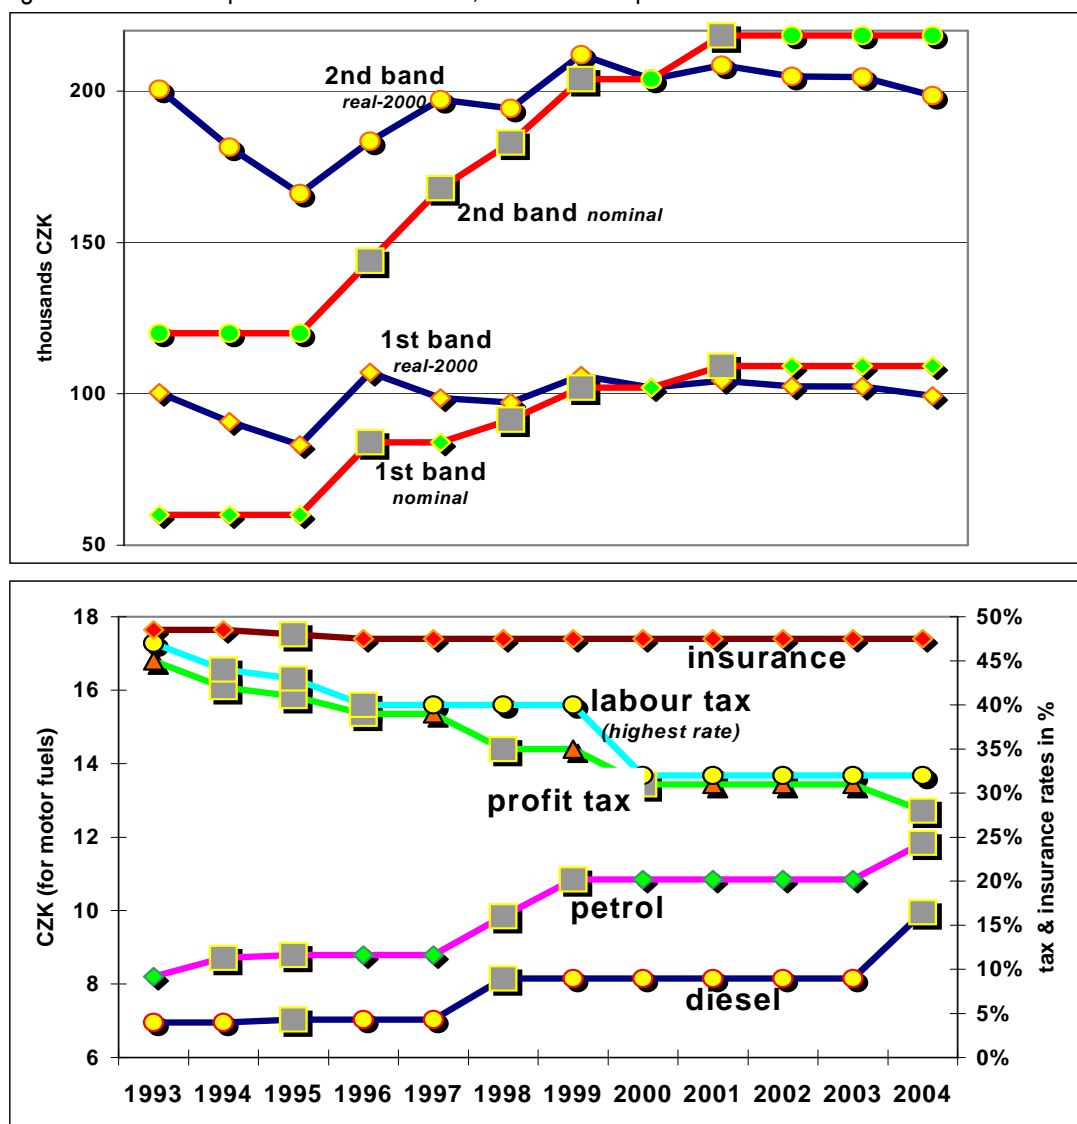 200
150
100
50
thousands CZK
2nd band
real-2000
2nd band nominal
1st band
real-2000
1st band
nominal
18
16
14
12
10
8
6
CZK (for motor fuels)
50%
45%
40%
35%
30%
25%
20%
15%
10%
5%
0%
tax & insurance rates in %
insurance
labour tax
(highest rate)
profit tax
petrol
diesel
1993 1994 1995 1996 1997 1998 1999 2000 2001 2002 2003 2004